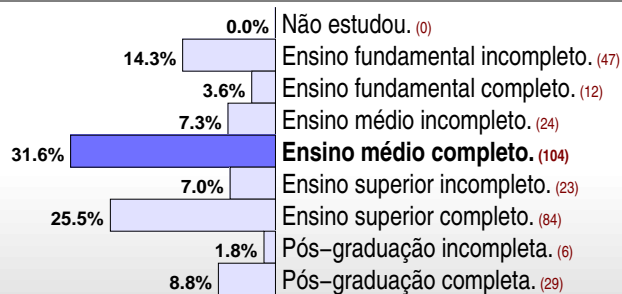 0.0% Não estudou. (0)
14.3% Ensino fundamental incompleto. (47)
3.6% Ensino fundamental completo. (12)
7.3% Ensino médio incompleto. (24)
31.6% Ensino médio completo. (104)
7.0% Ensino superior incompleto. (23)
25.5% Ensino superior completo. (84)
1.8% Pós−graduação incompleta. (6)
8.8% Pós−graduação completa. (29)